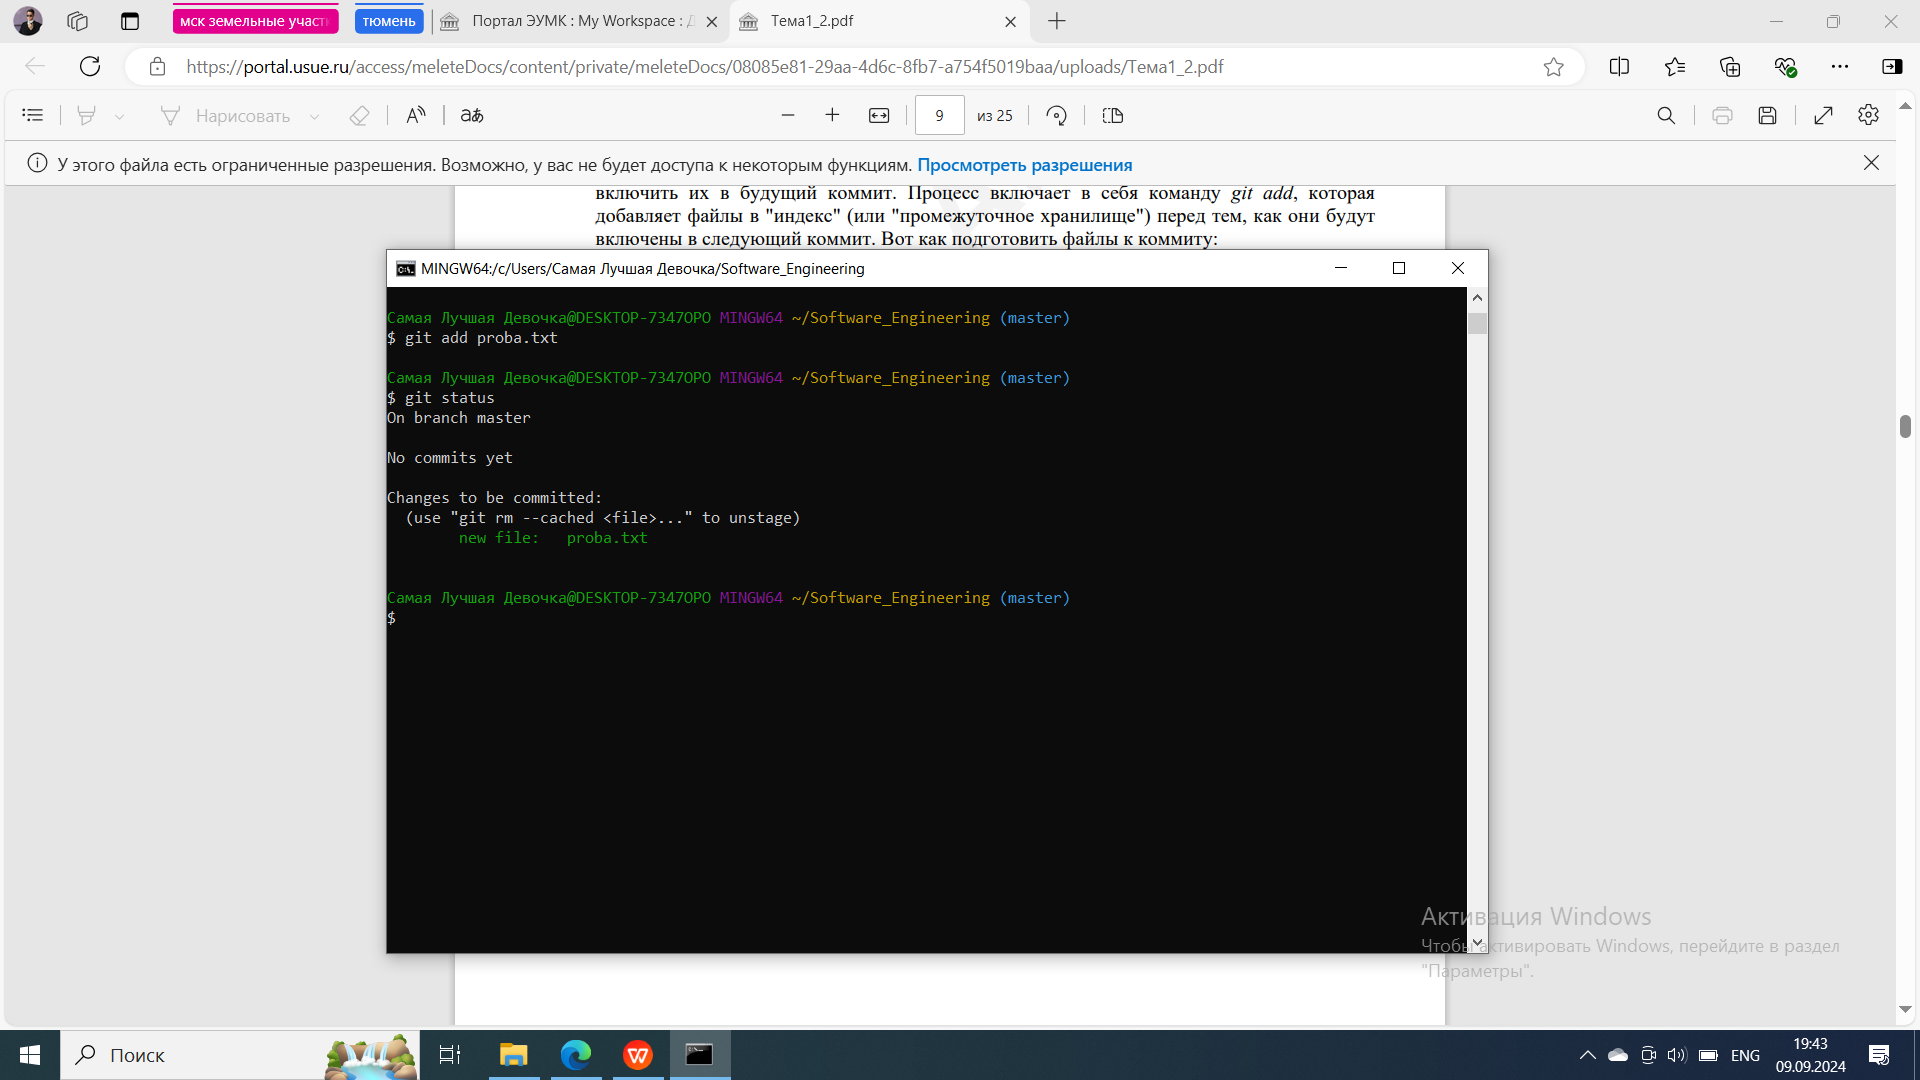 мск земельные участ
тюмень
Портал ЭУМК : My Workspace : Д
Тема1_2.pdf
https://portal.usue.ru/access/meleteDocs/content/private/meleteDocs/08085e81-29aa-4d6c-8fb7-a754f5019baa/uploads/Тема1_2.pdf
Нарисовать
аあ
9 из 25
У этого файла есть ограниченные разрешения. Возможно, у вас не будет доступа к некоторым функциям. Просмотреть разрешения
включить их в будущий коммит. Процесс включает в себя команду git add, которая
добавляет файлы в "индекс" (или "промежуточное хранилище") перед тем, как они будут
включены в следующий коммит. Вот как подготовить файлы к коммиту:
MINGW64:/c/Users/Самая Лучшая Девочка/Software_Engineering
Самая Лучшая Девочка@DESKTOP-7347OPO MINGW64 ~/Software_Engineering (master)
$ git add proba.txt
Самая Лучшая Девочка@DESKTOP-7347OPO MINGW64 ~/Software_Engineering (master)
$ git status
On branch master
No commits yet
Changes to be committed:
(use "git rm --cached <file>..." to unstage)
new file:   proba.txt
Самая Лучшая Девочка@DESKTOP-7347OPO MINGW64 ~/Software_Engineering (master)
$
Активация Windows
Чтобы активировать Windows, перейдите в раздел
"Параметры".
Поиск
ENG
19:43
09.09.2024